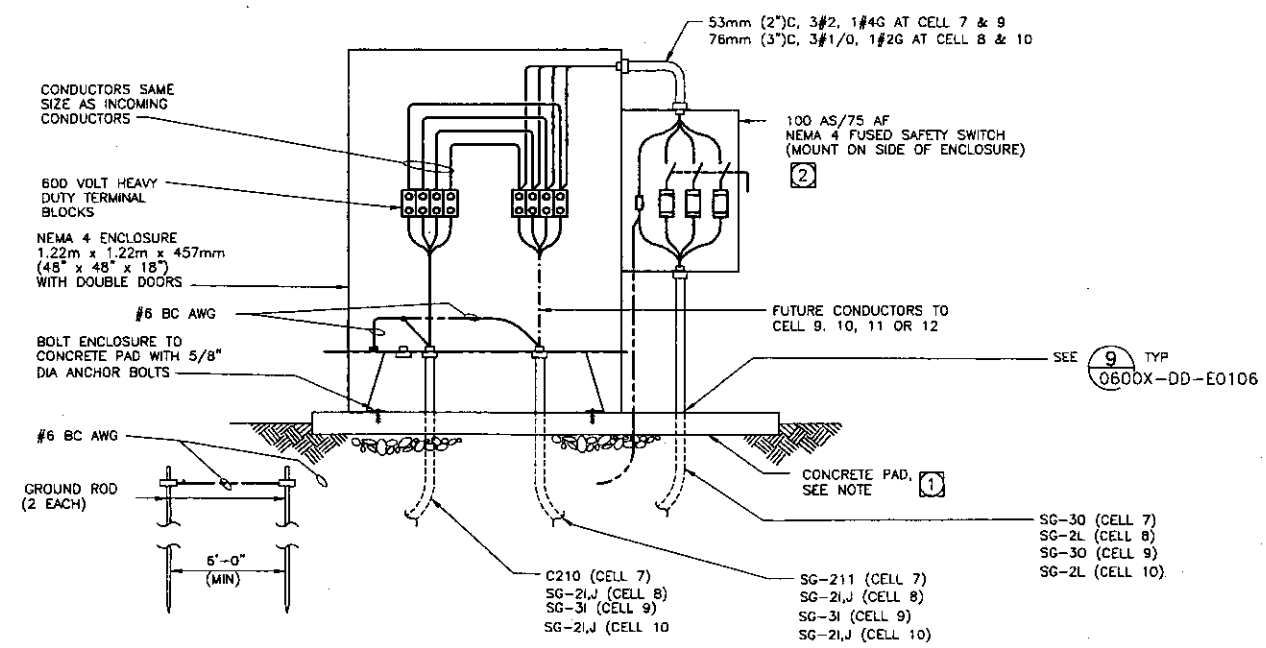 53mm (2")C, 3#2, 1#4G AT CELL 7 & 9
76mm (3")C, 3#1/0, 1#2G AT CELL 8 & 10
CONDUCTORS SAME
SIZE AS INCOMING
CONDUCTORS
100 AS/75 AF
NEMA 4 FUSED SAFETY SWITCH
(MOUNT ON SIDE OF ENCLOSURE)
2
600 VOLT HEAVY
DUTY TERMINAL
BLOCKS
NEMA 4 ENCLOSURE
1.22m x 1.22m x 457mm
(48" x 48" x 18")
WITH DOUBLE DOORS
#6 BC AWG
FUTURE CONDUCTORS TO
CELL 9. 10, 11 OR 12
BOLT ENCLOSURE TO
CONCRETE PAD WITH 5/8"
DIA ANCHOR BOLTS
SEE 9 TYP
0600X-DD-E0106
#6 BC AWG
GROUND ROD
(2 EACH)
CONCRETE PAD,
SEE NOTE 1
6'-0"
(MIN)
SG-30 (CELL 7)
SG-2L (CELL 8)
SG-30 (CELL 9)
SG-2L (CELL 10)
C210 (CELL 7)
SG-2I,J (CELL 8)
SG-3I (CELL 9)
SG-2I,J (CELL 10
SG-211 (CELL 7)
SG-2I,J (CELL 8)
SG-3I (CELL 9)
SG-2I,J (CELL 10)